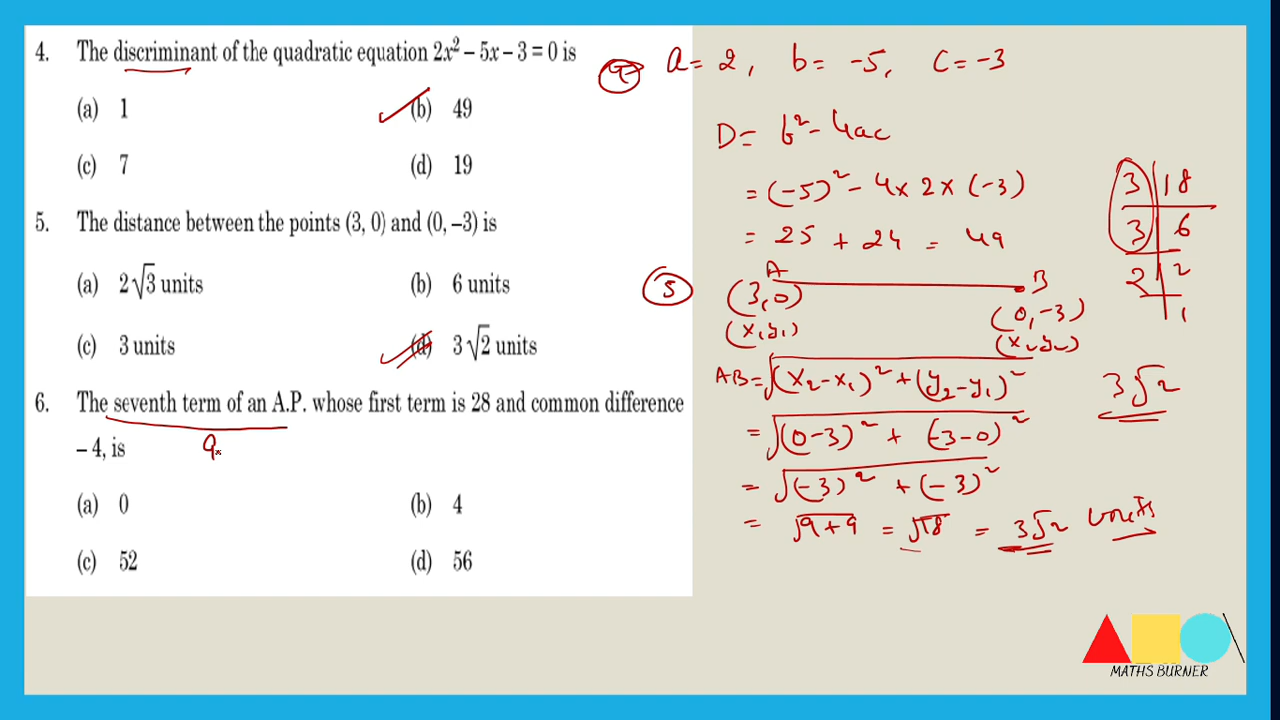 4. The discriminant of the quadratic equation 2x² – 5x – 3 = 0 is
(a) 1 (b) 49
(c) 7 (d) 19
5. The distance between the points (3, 0) and (0, –3) is
(a) 2√3 units (b) 6 units
(c) 3 units (d) 3√2 units
6. The seventh term of an A.P. whose first term is 28 and common difference
– 4, is
(a) 0 (b) 4
(c) 52 (d) 56
a = 2, b = -5, c = -3
D = b² - 4ac
= (-5)² - 4 × 2 × (-3)
= 25 + 24 = 49
3 | 18
3 | 6
2 | 2
1
5
A B
(3,0) (0,-3)
(x₁y₁) (x₂y₂)
AB = √(x₂-x₁)² + (y₂-y₁)²
= √(0-3)² + (-3-0)²
= √(-3)² + (-3)²
= √9+9 = √18 = 3√2 units
3√2
MATHS BURNER